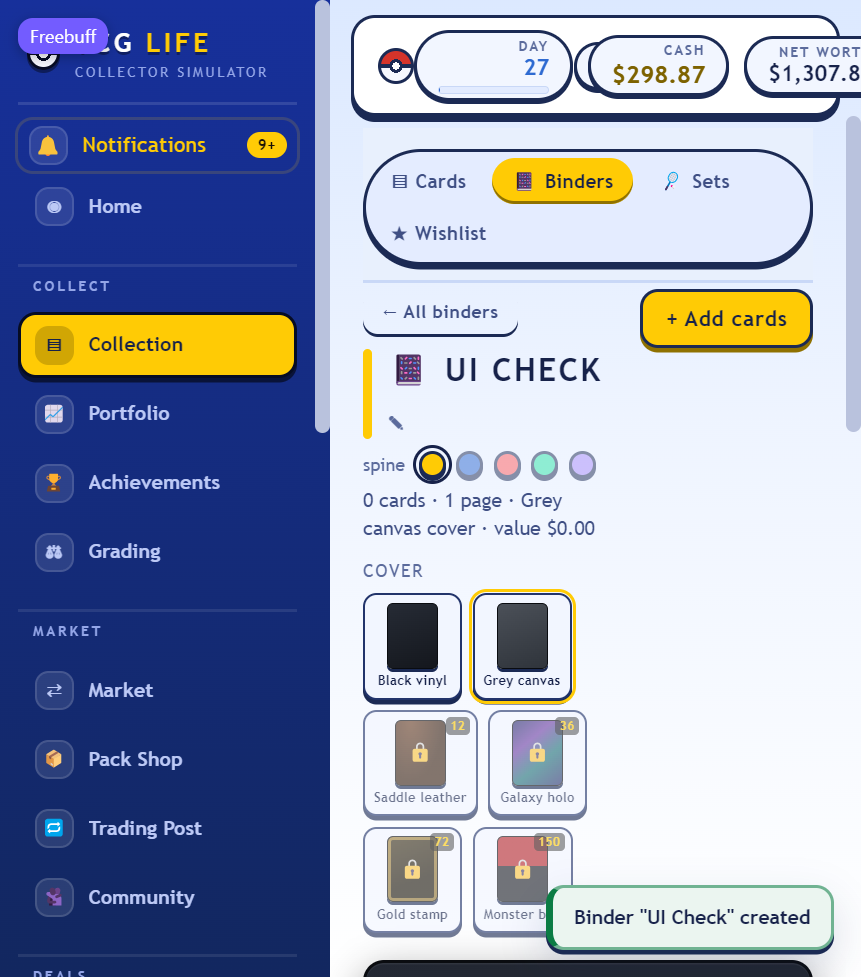 Freebuff
CG LIFE
COLLECTOR SIMULATOR
Notifications
9+
Home
COLLECT
Collection
Portfolio
Achievements
Grading
MARKET
Market
Pack Shop
Trading Post
Community
DEALS
DAY
27
CASH
$298.87
NET WORT
$1,307.8
Cards
Binders
Sets
★ Wishlist
← All binders
+ Add cards
UI CHECK
spine
0 cards · 1 page · Grey
canvas cover · value $0.00
COVER
Black vinyl
Grey canvas
12
Saddle leather
36
Galaxy holo
72
Gold stamp
150
Monster b
Binder "UI Check" created